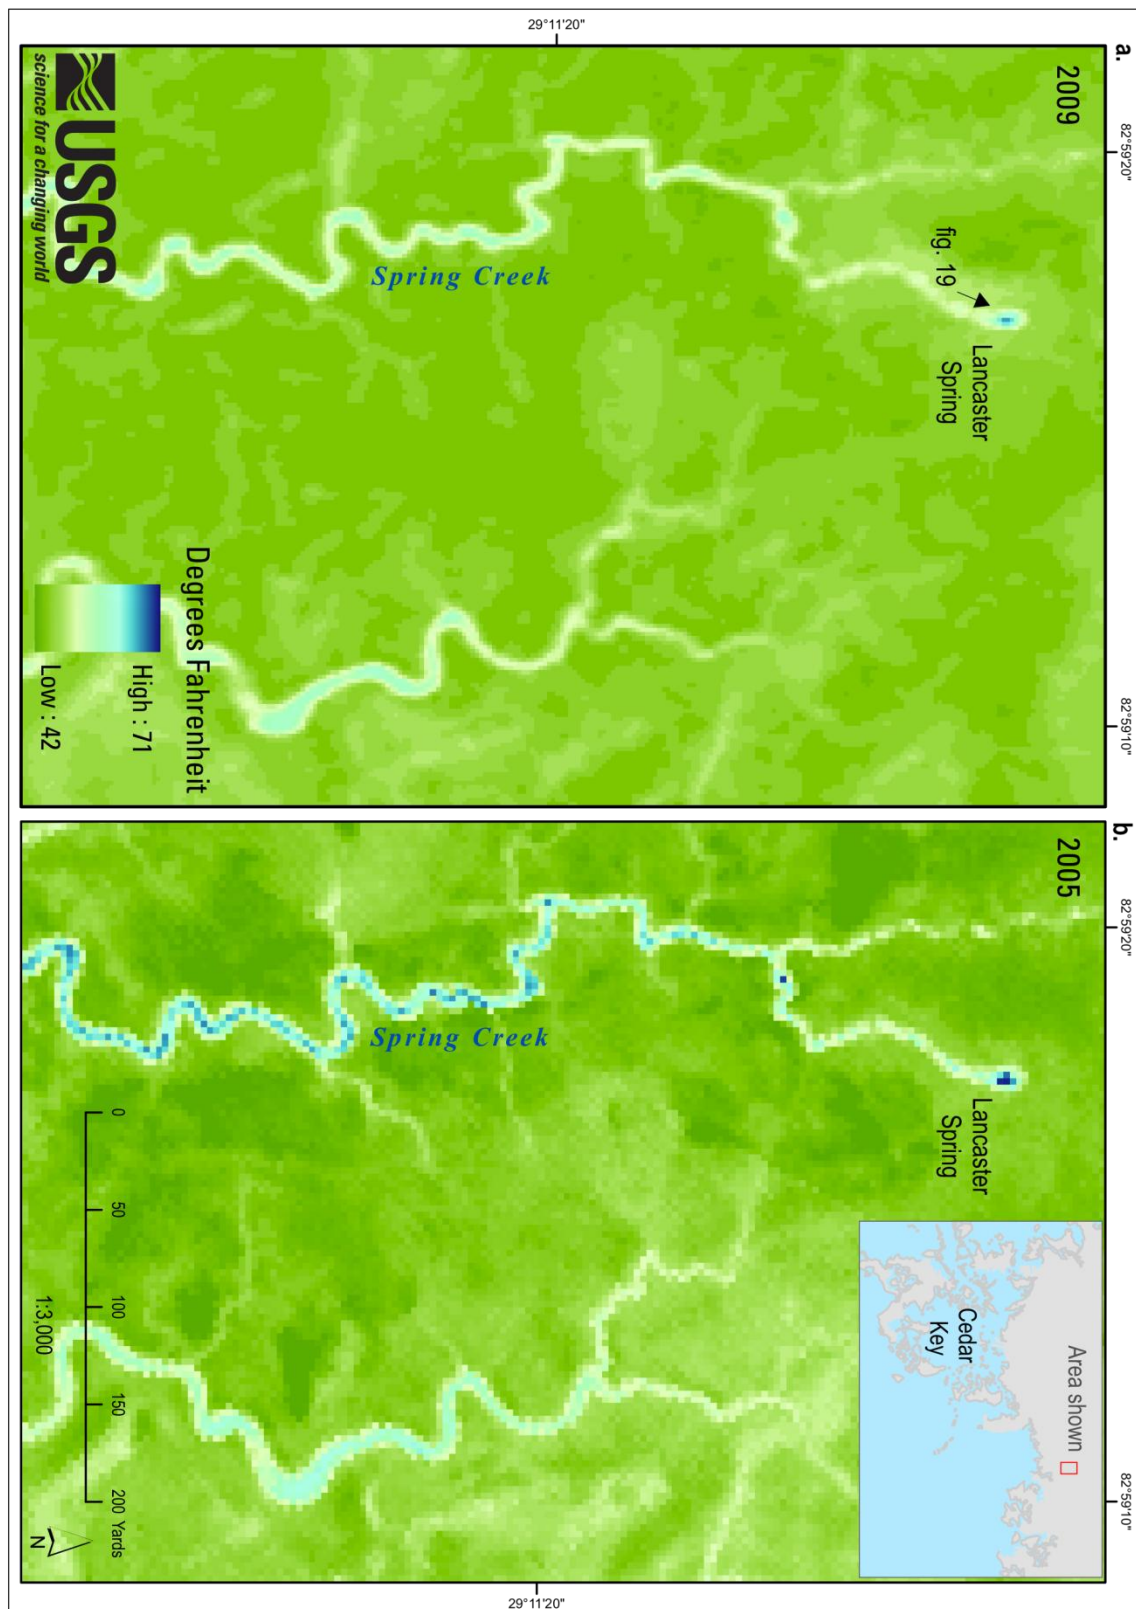 a.
2009
82°59'20"
82°59'10"
29°11'20"
fig. 19
Lancaster
Spring
Spring Creek
Degrees Fahrenheit
High : 71
Low : 42
USGS
science for a changing world
b.
2005
82°59'20"
82°59'10"
29°11'20"
Lancaster
Spring
Spring Creek
Area shown
Cedar
Key
0 50 100 150 200 Yards
1:3,000
N